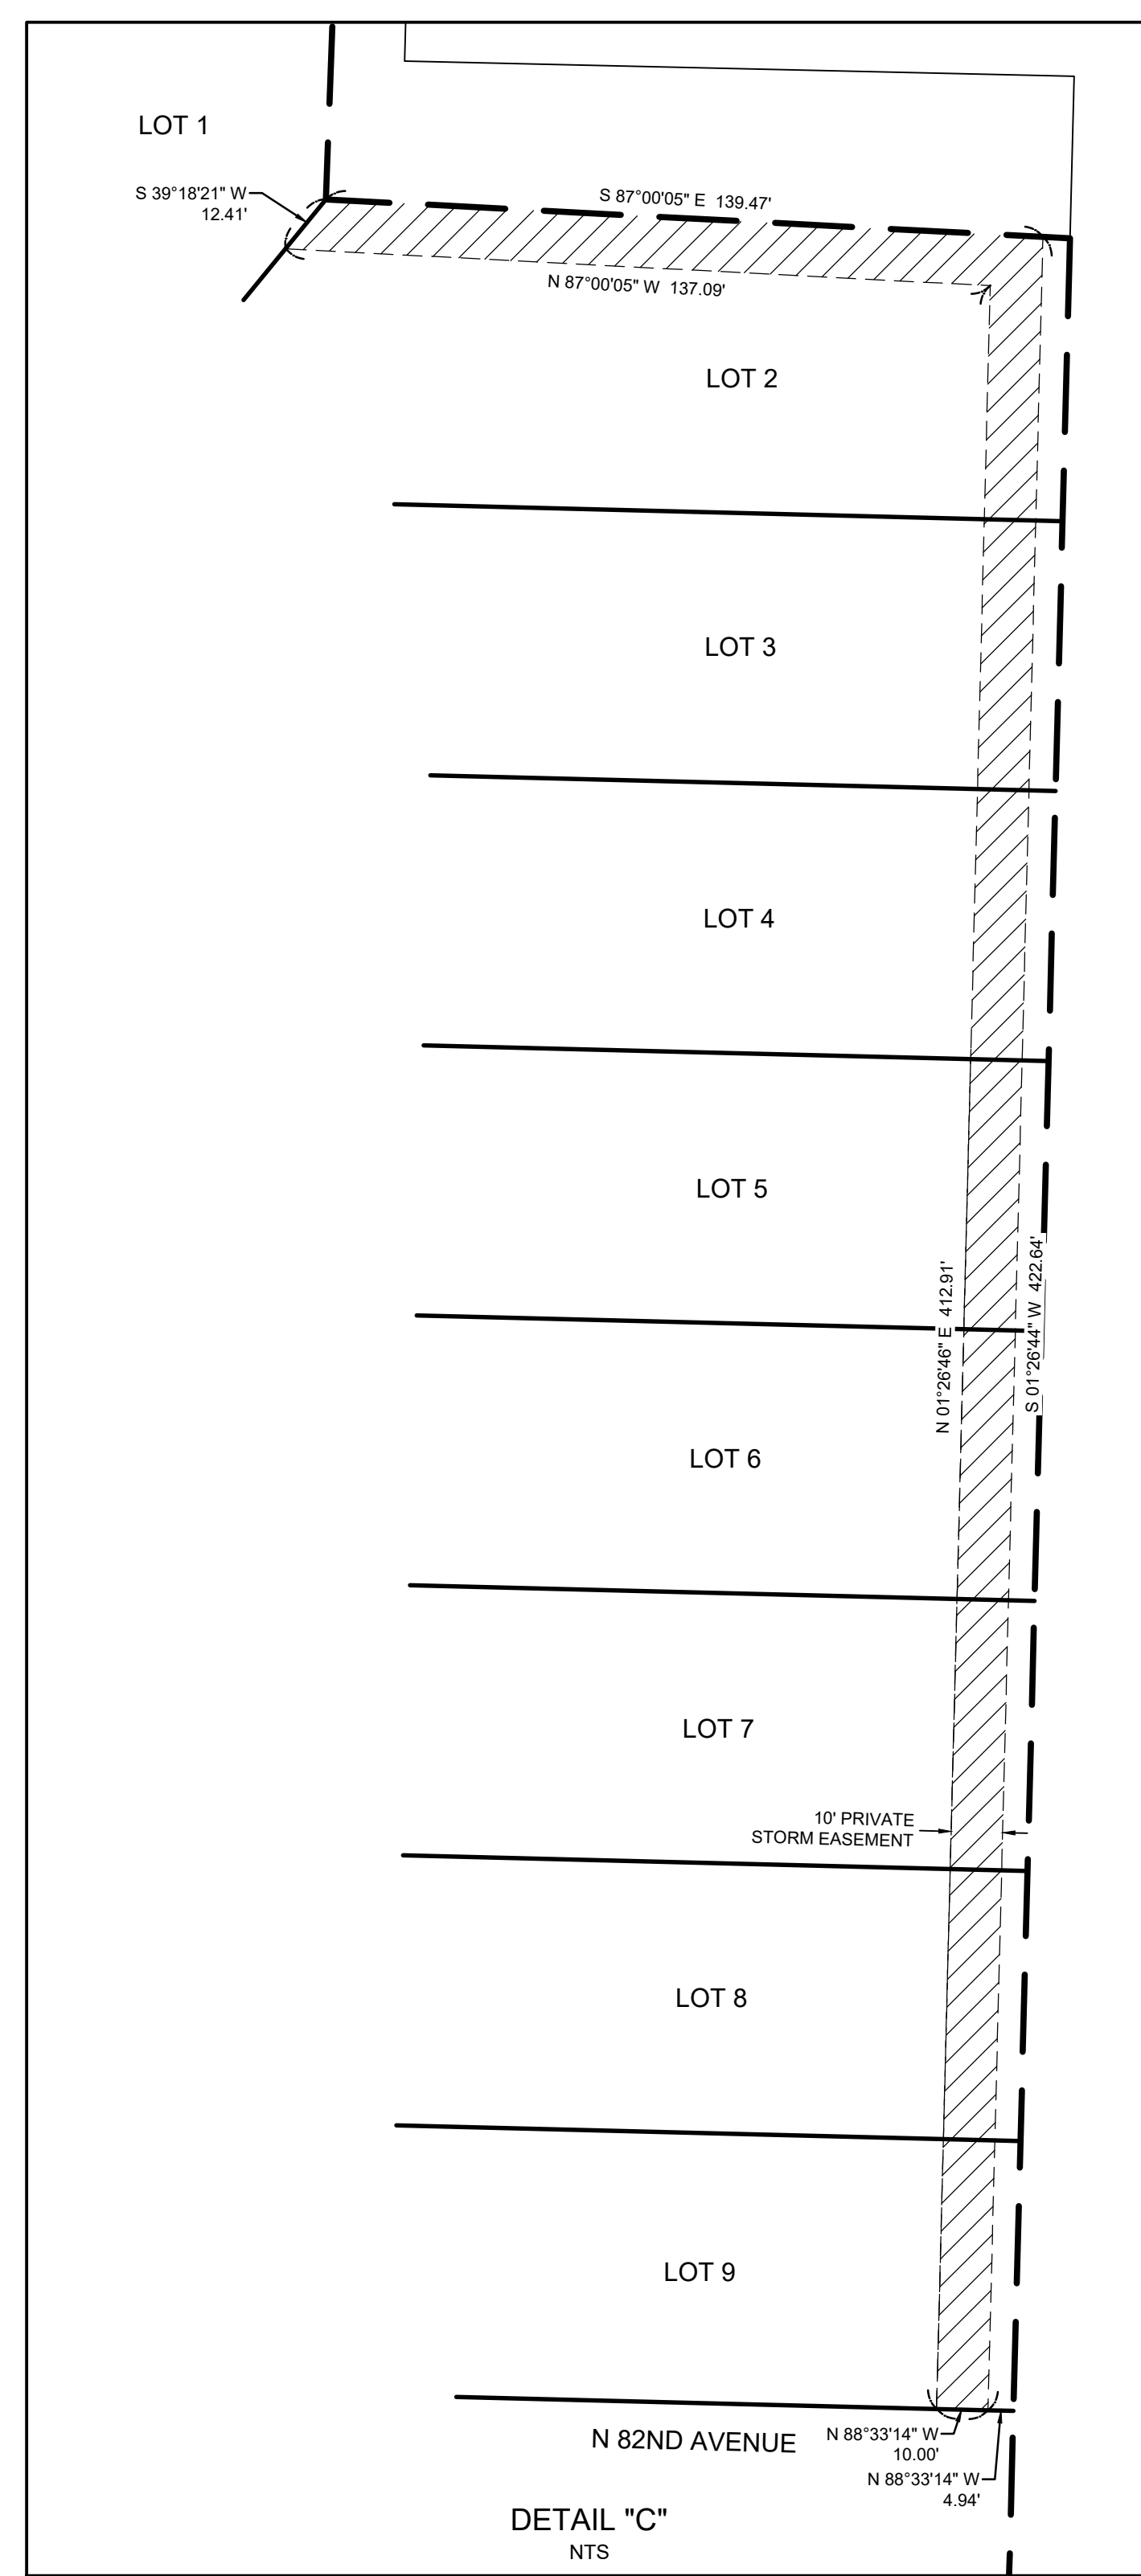 LOT 1
S 39°18'21" W
12.41'
S 87°00'05" E 139.47'
N 87°00'05" W 137.09'
LOT 2
LOT 3
LOT 4
LOT 5
N 01°26'46" E 412.91'
S 01°26'44" W 422.64'
LOT 6
LOT 7
10' PRIVATE
STORM EASEMENT
LOT 8
LOT 9
N 82ND AVENUE
N 88°33'14" W
10.00'
N 88°33'14" W
4.94'
DETAIL "C"
NTS